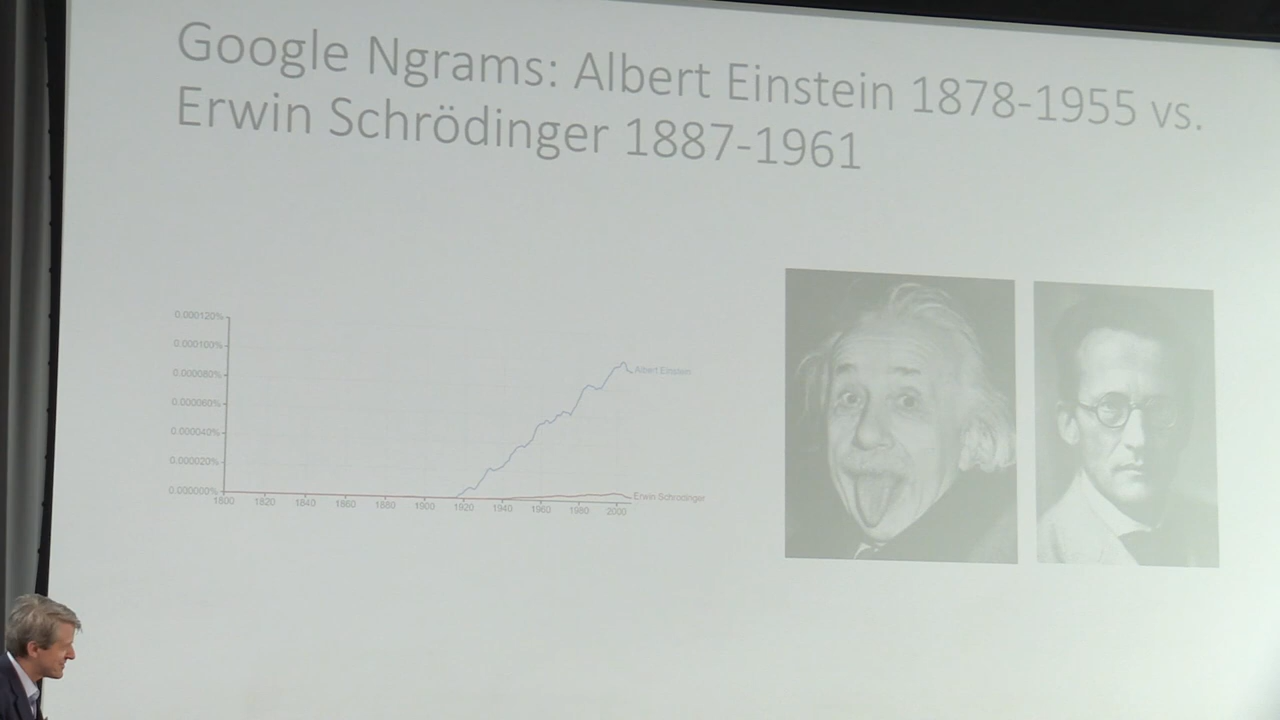 Google Ngrams: Albert Einstein 1878-1955 vs.
Erwin Schrödinger 1887-1961
0.000120%
0.000100%
0.000080%
Albert Einstein
0.000060%
0.000040%
0.000020%
0.000000%
Erwin Schrodinger
1800 1820 1840 1860 1880 1900 1920 1940 1960 1980 2000